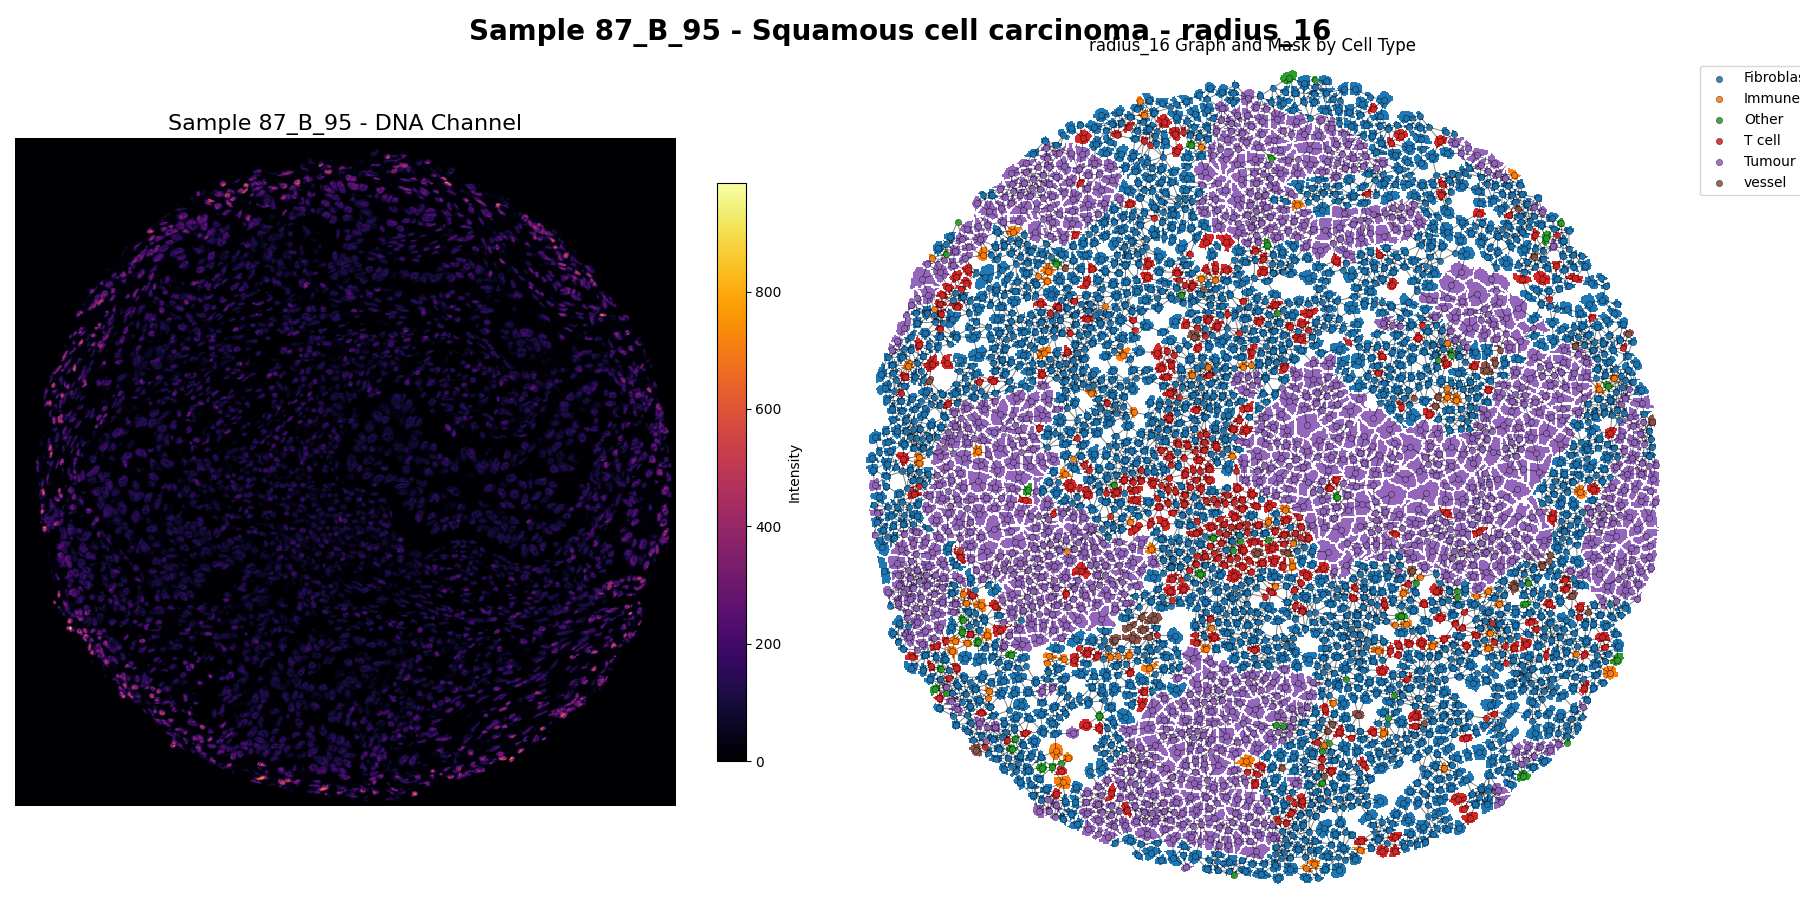 Sample 87_B_95 - Squamous cell carcinoma - radius_16
radius_16 Graph and Mask by Cell Type
Sample 87_B_95 - DNA Channel
800
600
400
200
0
Intensity
Fibroblas
Immune
Other
T cell
Tumour
vessel